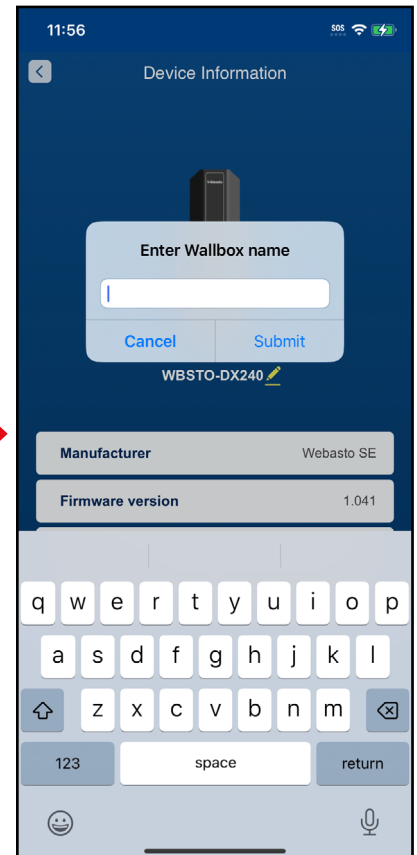 11:56
SOS
Device Information
Enter Wallbox name
Cancel Submit
WBSTO-DX240
Manufacturer Webasto SE
Firmware version 1.041
q w e r t y u i o p
a s d f g h j k l
z x c v b n m
123 space return